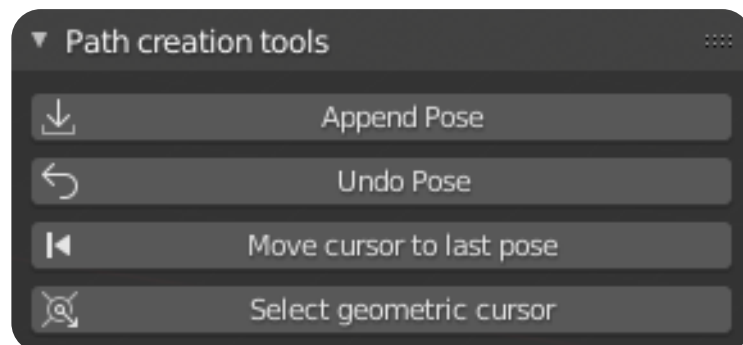 Path creation tools
Append Pose
Undo Pose
Move cursor to last pose
Select geometric cursor